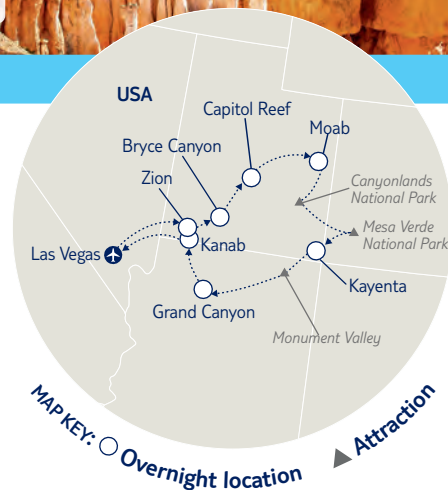 USA
Capitol Reef
Moab
Bryce Canyon
Zion
Canyonlands
National Park
Mesa Verde
National Park
Kanab
Las Vegas
Kayenta
Grand Canyon
Monument Valley
MAP KEY: Overnight location
Attraction